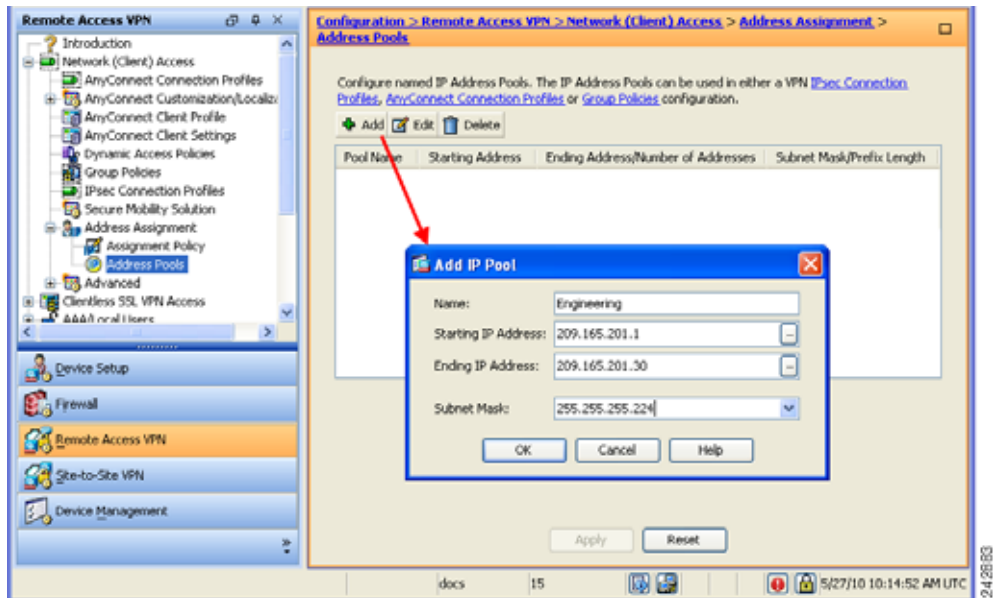 Remote Access VPN
Introduction
Network (Client) Access
AnyConnect Connection Profiles
AnyConnect Customization/Localiz
AnyConnect Client Profile
AnyConnect Client Settings
Dynamic Access Policies
Group Policies
IPsec Connection Profiles
Secure Mobility Solution
Address Assignment
Assignment Policy
Address Pools
Advanced
Clientless SSL VPN Access
AAA/Local Users
Device Setup
Firewall
Remote Access VPN
Site-to-Site VPN
Device Management
Configuration > Remote Access VPN > Network (Client) Access > Address Assignment >
Address Pools
Configure named IP Address Pools. The IP Address Pools can be used in either a VPN IPsec Connection
Profiles, AnyConnect Connection Profiles or Group Policies configuration.
Add Edit Delete
Pool Name Starting Address Ending Address/Number of Addresses Subnet Mask/Prefix Length
Add IP Pool
Name: Engineering
Starting IP Address: 209.165.201.1
Ending IP Address: 209.165.201.30
Subnet Mask: 255.255.255.224
OK Cancel Help
Apply Reset
docs 15 5/27/10 10:14:52 AM UTC
242883